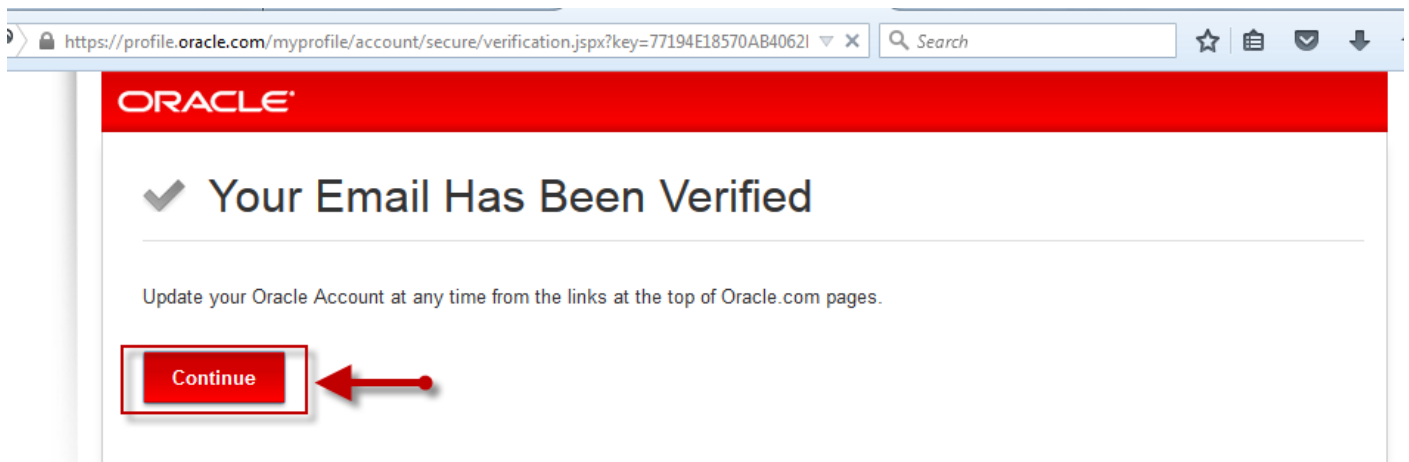 https://profile.oracle.com/myprofile/account/secure/verification.jspx?key=77194E18570AB4062 Search
ORACLE
Your Email Has Been Verified
Update your Oracle Account at any time from the links at the top of Oracle.com pages.
Continue